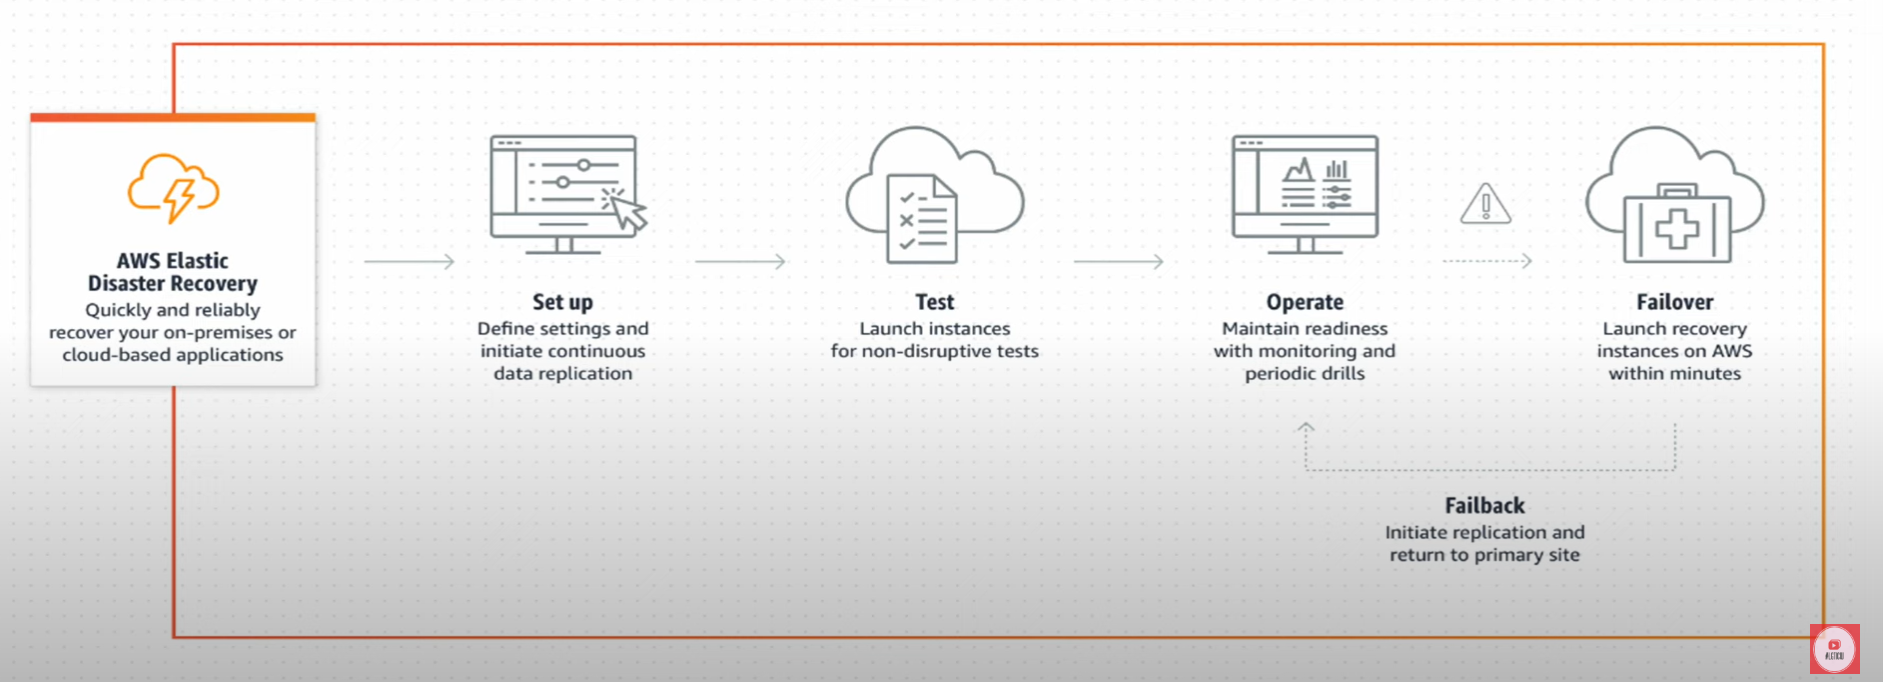 AWS Elastic
Disaster Recovery
Quickly and reliably
recover your on-premises or
cloud-based applications
Set up
Define settings and
initiate continuous
data replication
Test
Launch instances
for non-disruptive tests
Operate
Maintain readiness
with monitoring and
periodic drills
Failover
Launch recovery
instances on AWS
within minutes
Failback
Initiate replication and
return to primary site